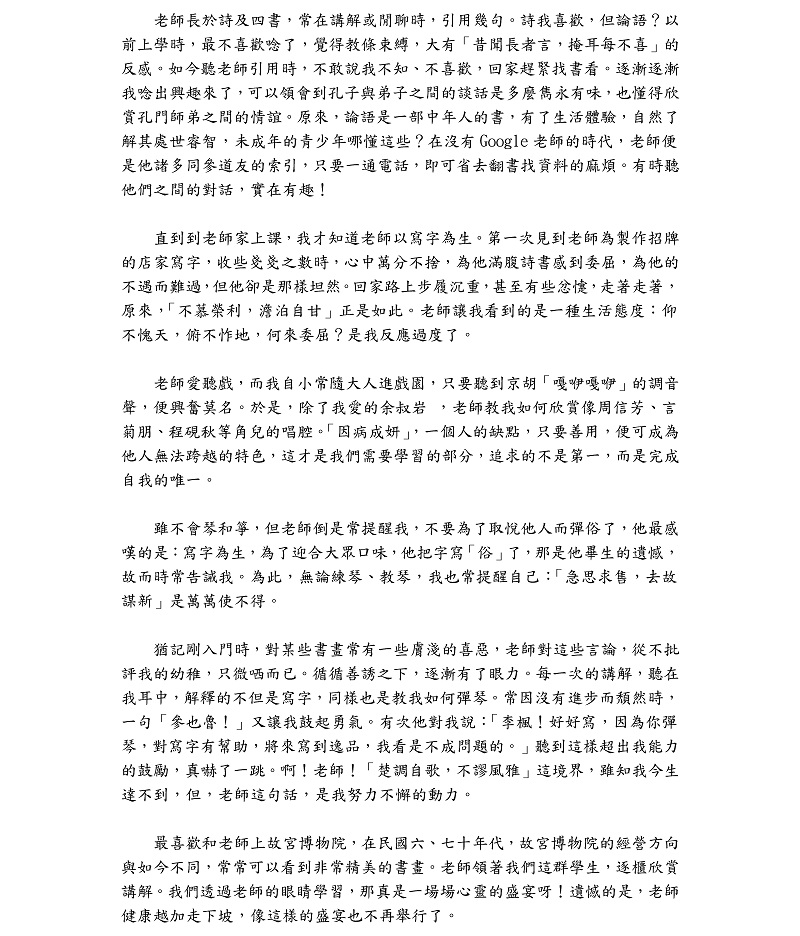 老師長於詩及四書，常在講解或閒聊時，引用幾句。詩我喜歡，但論語？以
前上學時，最不喜歡唸了，覺得教條束縛，大有「昔聞長者言，掩耳每不喜」的
反感。如今聽老師引用時，不敢說我不知、不喜歡，回家趕緊找書看。逐漸逐漸
我唸出興趣來了，可以領會到孔子與弟子之間的談話是多麼雋永有味，也懂得欣
賞孔門師弟之間的情誼。原來，論語是一部中年人的書，有了生活體驗，自然了
解其處世睿智，未成年的青少年哪懂這些？在沒有 Google 老師的時代，老師便
是他諸多同參道友的索引，只要一通電話，即可省去翻書找資料的麻煩。有時聽
他們之間的對話，實在有趣！
直到到老師家上課，我才知道老師以寫字為生。第一次見到老師為製作招牌
的店家寫字，收些戔戔之數時，心中萬分不捨，為他滿腹詩書感到委屈，為他的
不遇而難過，但他卻是那樣坦然。回家路上步履沉重，甚至有些忿懥，走著走著，
原來，「不慕榮利，澹泊自甘」正是如此。老師讓我看到的是一種生活態度：仰
不愧天，俯不怍地，何來委屈？是我反應過度了。
老師愛聽戲，而我自小常隨大人進戲園，只要聽到京胡「嘎咿嘎咿」的調音
聲，便興奮莫名。於是，除了我愛的余叔岩 ，老師教我如何欣賞像周信芳、言
菊朋、程硯秋等角兒的唱腔。「因病成妍」，一個人的缺點，只要善用，便可成為
他人無法跨越的特色，這才是我們需要學習的部分，追求的不是第一，而是完成
自我的唯一。
雖不會琴和箏，但老師倒是常提醒我，不要為了取悅他人而彈俗了，他最感
嘆的是：寫字為生，為了迎合大眾口味，他把字寫「俗」了，那是他畢生的遺憾，
故而時常告誡我。為此，無論練琴、教琴，我也常提醒自己：「急思求售，去故
謀新」是萬萬使不得。
猶記剛入門時，對某些書畫常有一些膚淺的喜惡，老師對這些言論，從不批
評我的幼稚，只微哂而已。循循善誘之下，逐漸有了眼力。每一次的講解，聽在
我耳中，解釋的不但是寫字，同樣也是教我如何彈琴。常因沒有進步而頹然時，
一句「參也魯！」又讓我鼓起勇氣。有次他對我說：「李楓！好好寫，因為你彈
琴，對寫字有幫助，將來寫到逸品，我看是不成問題的。」聽到這樣超出我能力
的鼓勵，真嚇了一跳。啊！老師！「楚調自歌，不謬風雅」這境界，雖知我今生
達不到，但，老師這句話，是我努力不懈的動力。
最喜歡和老師上故宮博物院，在民國六、七十年代，故宮博物院的經營方向
與如今不同，常常可以看到非常精美的書畫。老師領著我們這群學生，逐櫃欣賞
講解。我們透過老師的眼睛學習，那真是一場場心靈的盛宴呀！遺憾的是，老師
健康越加走下坡，像這樣的盛宴也不再舉行了。